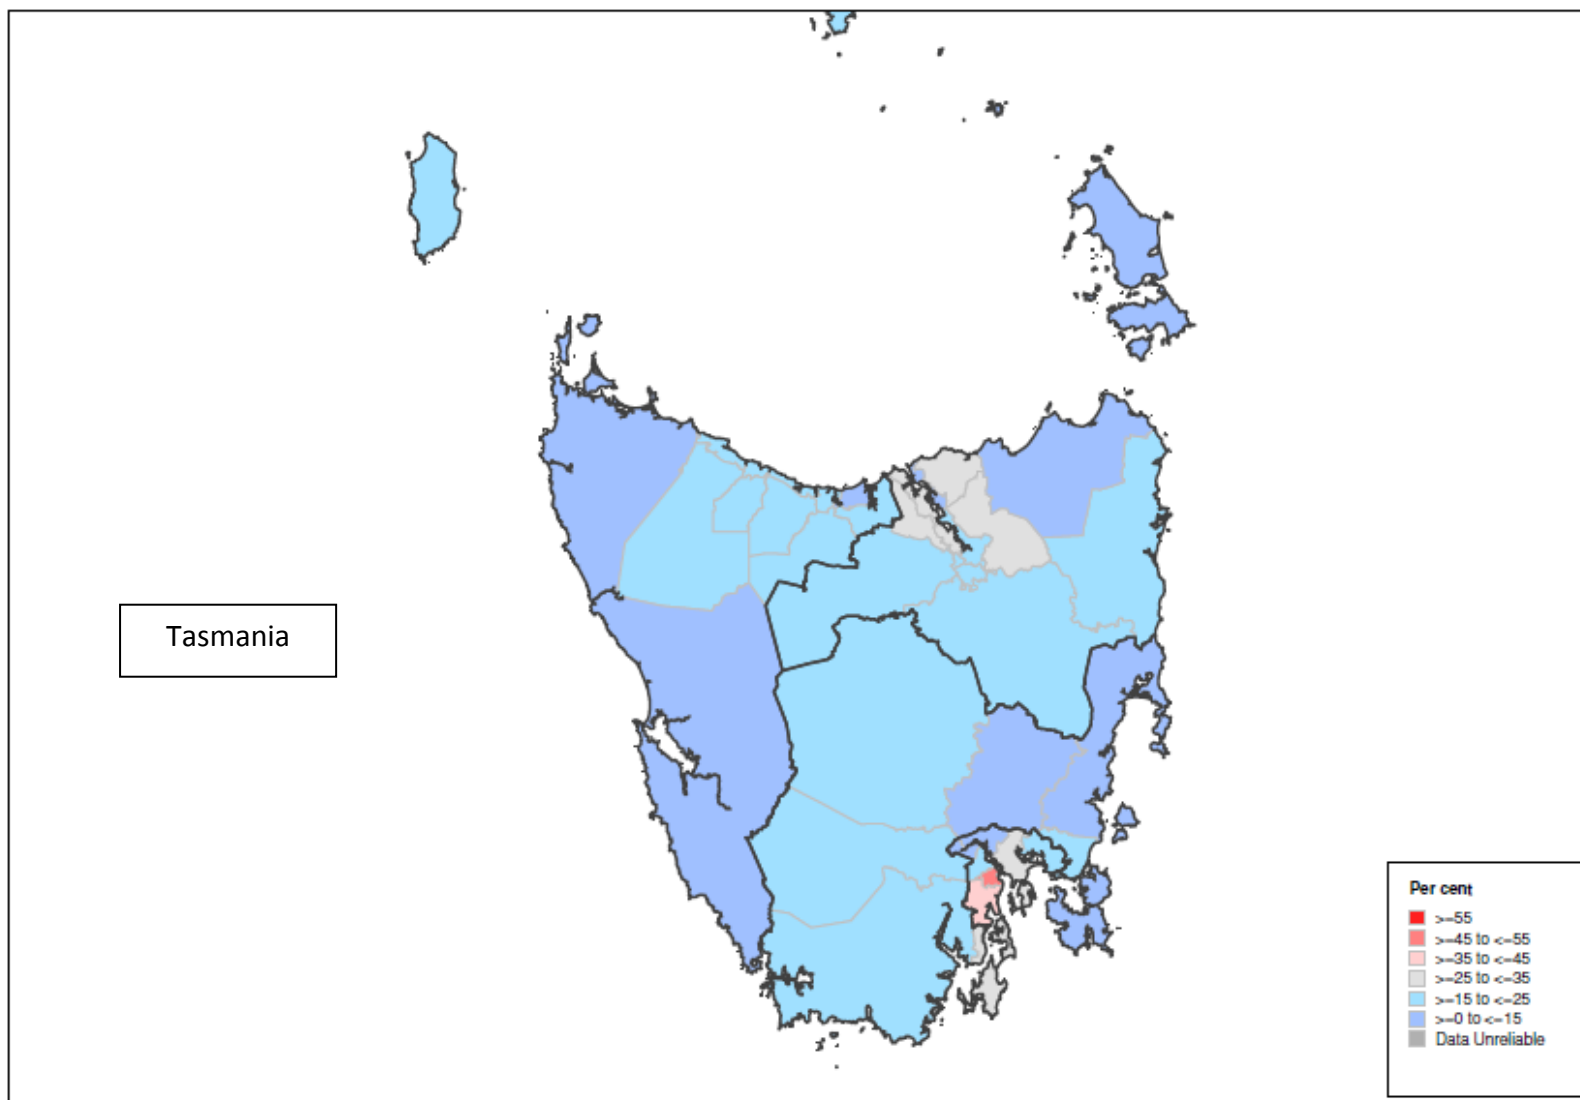 Tasmania
Per cent
>=55
>=45 to <=55
>=35 to <=45
>=25 to <=35
>=15 to <=25
>=0 to <=15
Data Unreliable